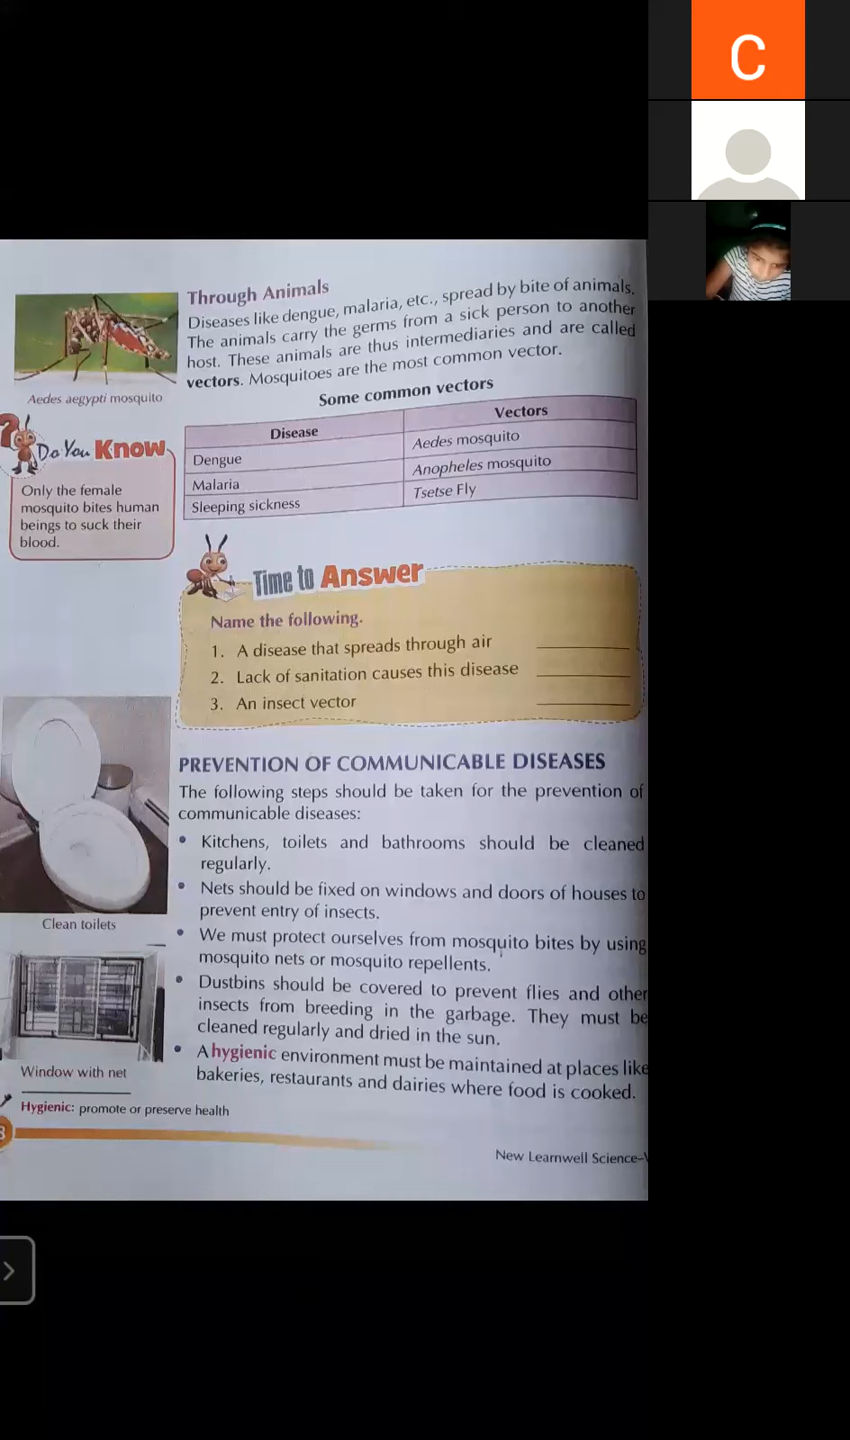 C
Through Animals
Diseases like dengue, malaria, etc., spread by bite of animals.
The animals carry the germs from a sick person to another
host. These animals are thus intermediaries and are called
vectors. Mosquitoes are the most common vector.
Aedes aegypti mosquito
Some common vectors
Disease Vectors
Dengue Aedes mosquito
Malaria Anopheles mosquito
Sleeping sickness Tsetse Fly
? Do You Know
Only the female
mosquito bites human
beings to suck their
blood.
Time to Answer
Name the following.
1. A disease that spreads through air
2. Lack of sanitation causes this disease
3. An insect vector
PREVENTION OF COMMUNICABLE DISEASES
The following steps should be taken for the prevention of
communicable diseases:
• Kitchens, toilets and bathrooms should be cleaned
regularly.
• Nets should be fixed on windows and doors of houses to
prevent entry of insects.
• We must protect ourselves from mosquito bites by using
mosquito nets or mosquito repellents.
• Dustbins should be covered to prevent flies and other
insects from breeding in the garbage. They must be
cleaned regularly and dried in the sun.
• A hygienic environment must be maintained at places like
bakeries, restaurants and dairies where food is cooked.
Clean toilets
Window with net
Hygienic: promote or preserve health
New Learnwell Science–